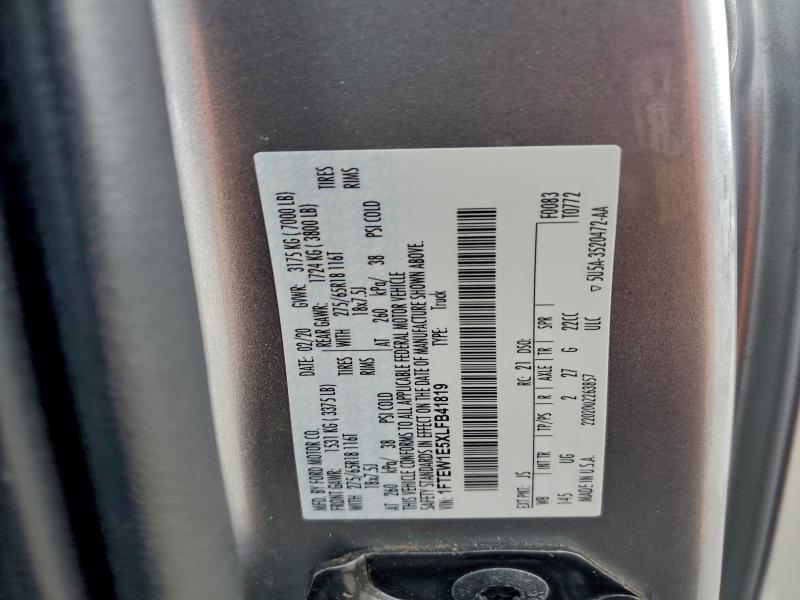 MFD. BY FORD MOTOR CO. DATE: 02/20 GVWR: 3175 KG ( 7000 LB)
FRONT GAWR: 1531 KG ( 3375 LB) REAR GAWR: 1724 KG ( 3800 LB)
WITH 275/65R18 116T TIRES WITH 275/65R18 116T TIRES
18x7.5J RIMS 18x7.5J RIMS
AT 260 kPa/ 38 PSI COLD AT 260 kPa/ 38 PSI COLD
THIS VEHICLE CONFORMS TO ALL APPLICABLE FEDERAL MOTOR VEHICLE
SAFETY STANDARDS IN EFFECT ON THE DATE OF MANUFACTURE SHOWN ABOVE.
VIN: 1FTEW1E5XLFB41819 TYPE: Truck
EXT PNT: JS RC: 21 DSO: F0083
WB INT TR TP/PS R AXLE TR SPR T0772
145 UG 2 27 G 22CC
MADE IN U.S.A. 2202002263857 ULC ▽ 5U5A-3520472-AA